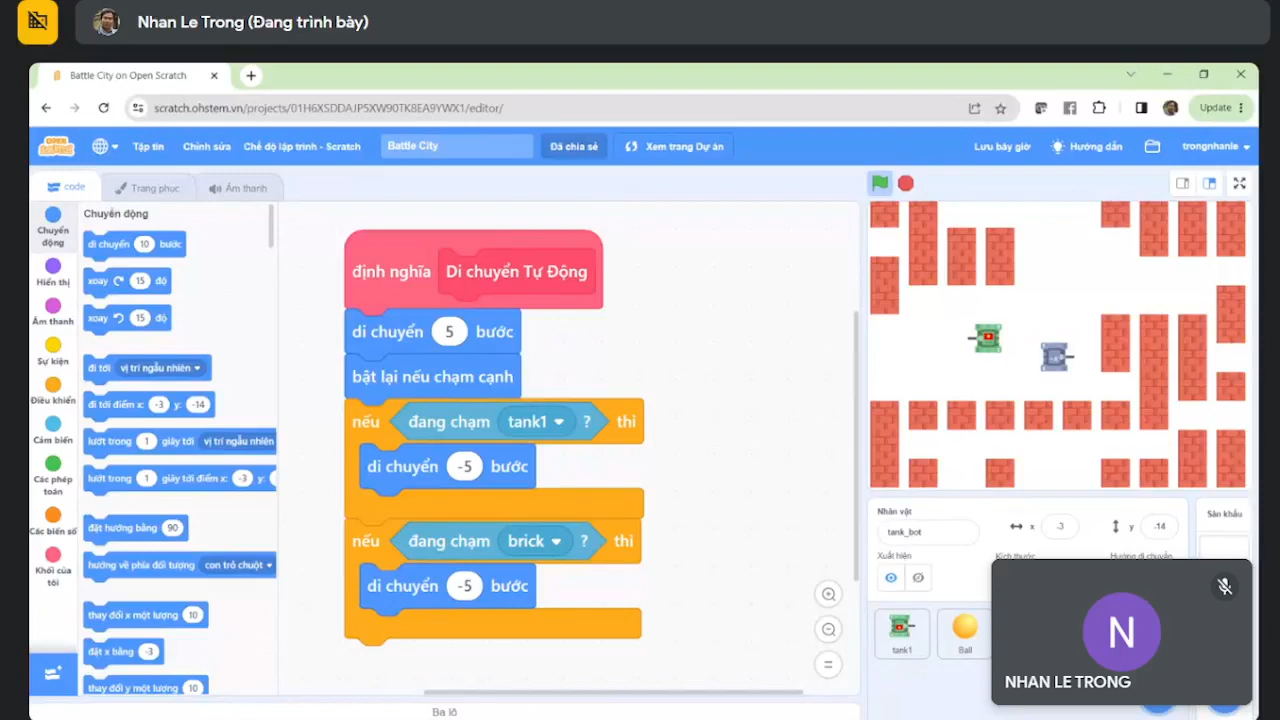 Nhan Le Trong (Đang trình bày)
Battle City on Open Scratch
scratch.ohstem.vn/projects/01H6XSDDAJP5XW90TK8EA9YWX1/editor/
Update
Tập tin Chỉnh sửa Chế độ lập trình - Scratch Battle City Đã chia sẻ Xem trang Dự án Lưu bây giờ Hướng dẫn trongnhanle
code Trang phục Âm thanh
Chuyển động
Hiển thị
Âm thanh
Sự kiện
Điều khiển
Cảm biến
Các phép toán
Các biến số
Khối của tôi
Chuyển động
di chuyển 10 bước
xoay 15 độ
xoay 15 độ
đi tới vị trí ngẫu nhiên
đi tới điểm x: -3 y: -14
lướt trong 1 giây tới vị trí ngẫu nhiên
lướt trong 1 giây tới điểm x: -3 y:
đặt hướng bằng 90
hướng về phía đối tượng con trỏ chuột
thay đổi x một lượng 10
đặt x bằng -3
thay đổi y một lượng 10
định nghĩa Di chuyển Tự Động
di chuyển 5 bước
bật lại nếu chạm cạnh
nếu đang chạm tank1 ? thì
di chuyển -5 bước
nếu đang chạm brick ? thì
di chuyển -5 bước
Ba lô
Nhân vật
tank_bot
x -3 y -14
Xuất hiện Kích thước Hướng di chuyển
Sân khấu
tank1
Ball
N
NHAN LE TRONG